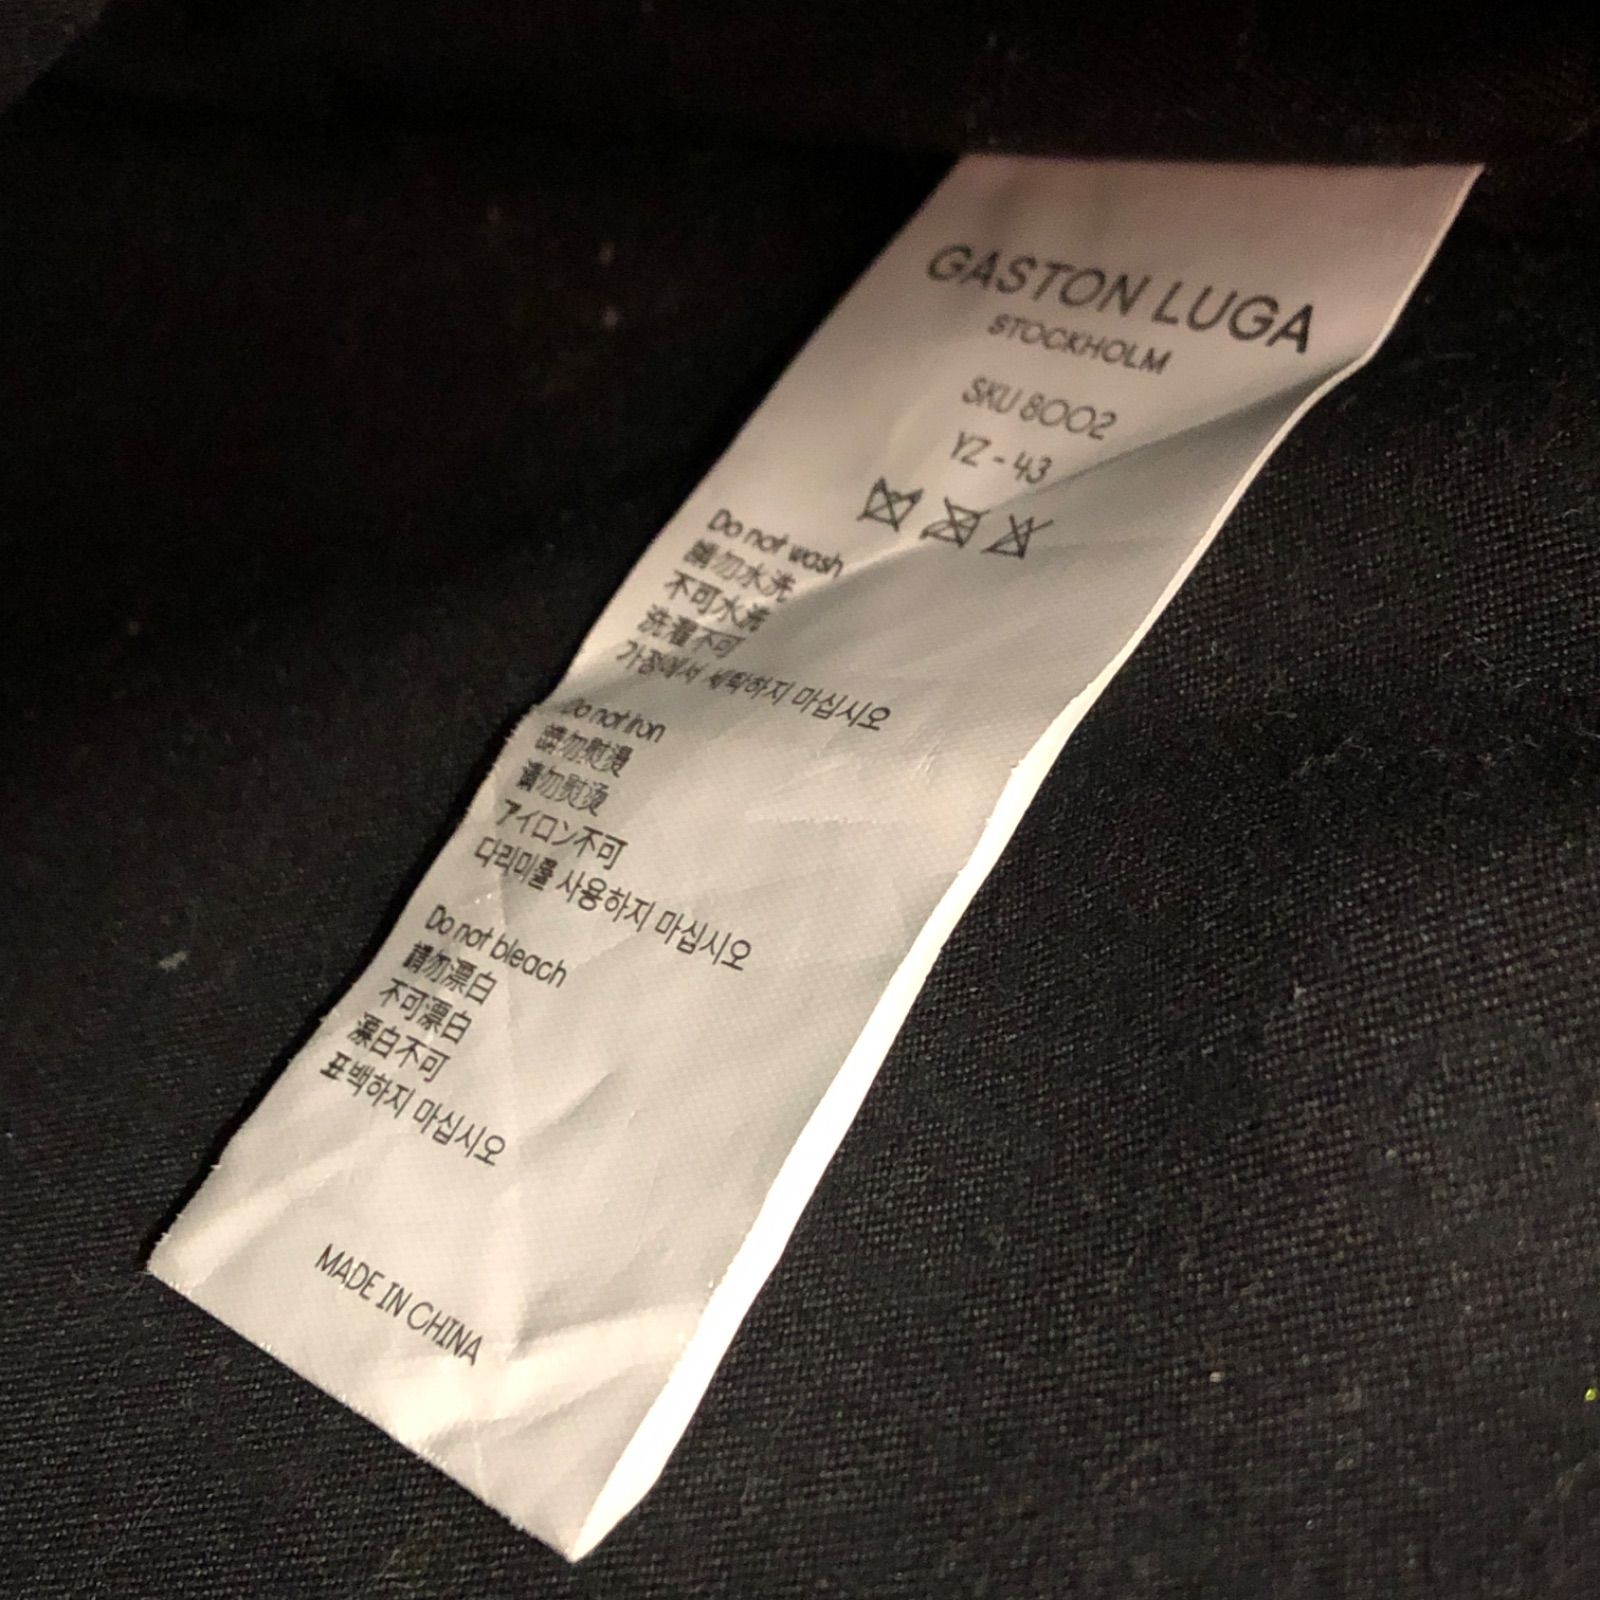 GASTON LUGA
STOCKHOLM
SKU 8002
YZ - 43
Do not wash
請勿水洗
不可水洗
洗濯不可
가정에서 세탁하지 마십시오
Do not iron
請勿熨燙
请勿熨烫
アイロン不可
다리미를 사용하지 마십시오
Do not bleach
請勿漂白
不可漂白
漂白不可
표백하지 마십시오
MADE IN CHINA